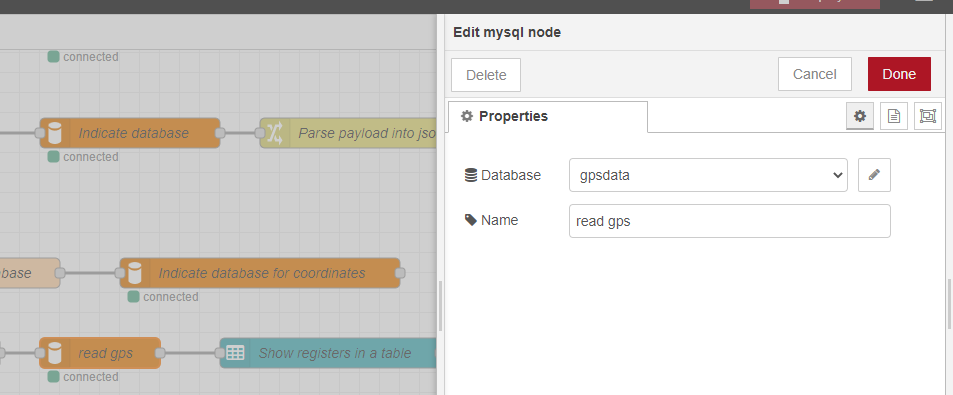 Edit mysql node
connected
Delete
Cancel
Done
Properties
Indicate database
Parse payload into jso
connected
Database
gpsdata
Name
read gps
base
Indicate database for coordinates
connected
read gps
Show registers in a table
connected